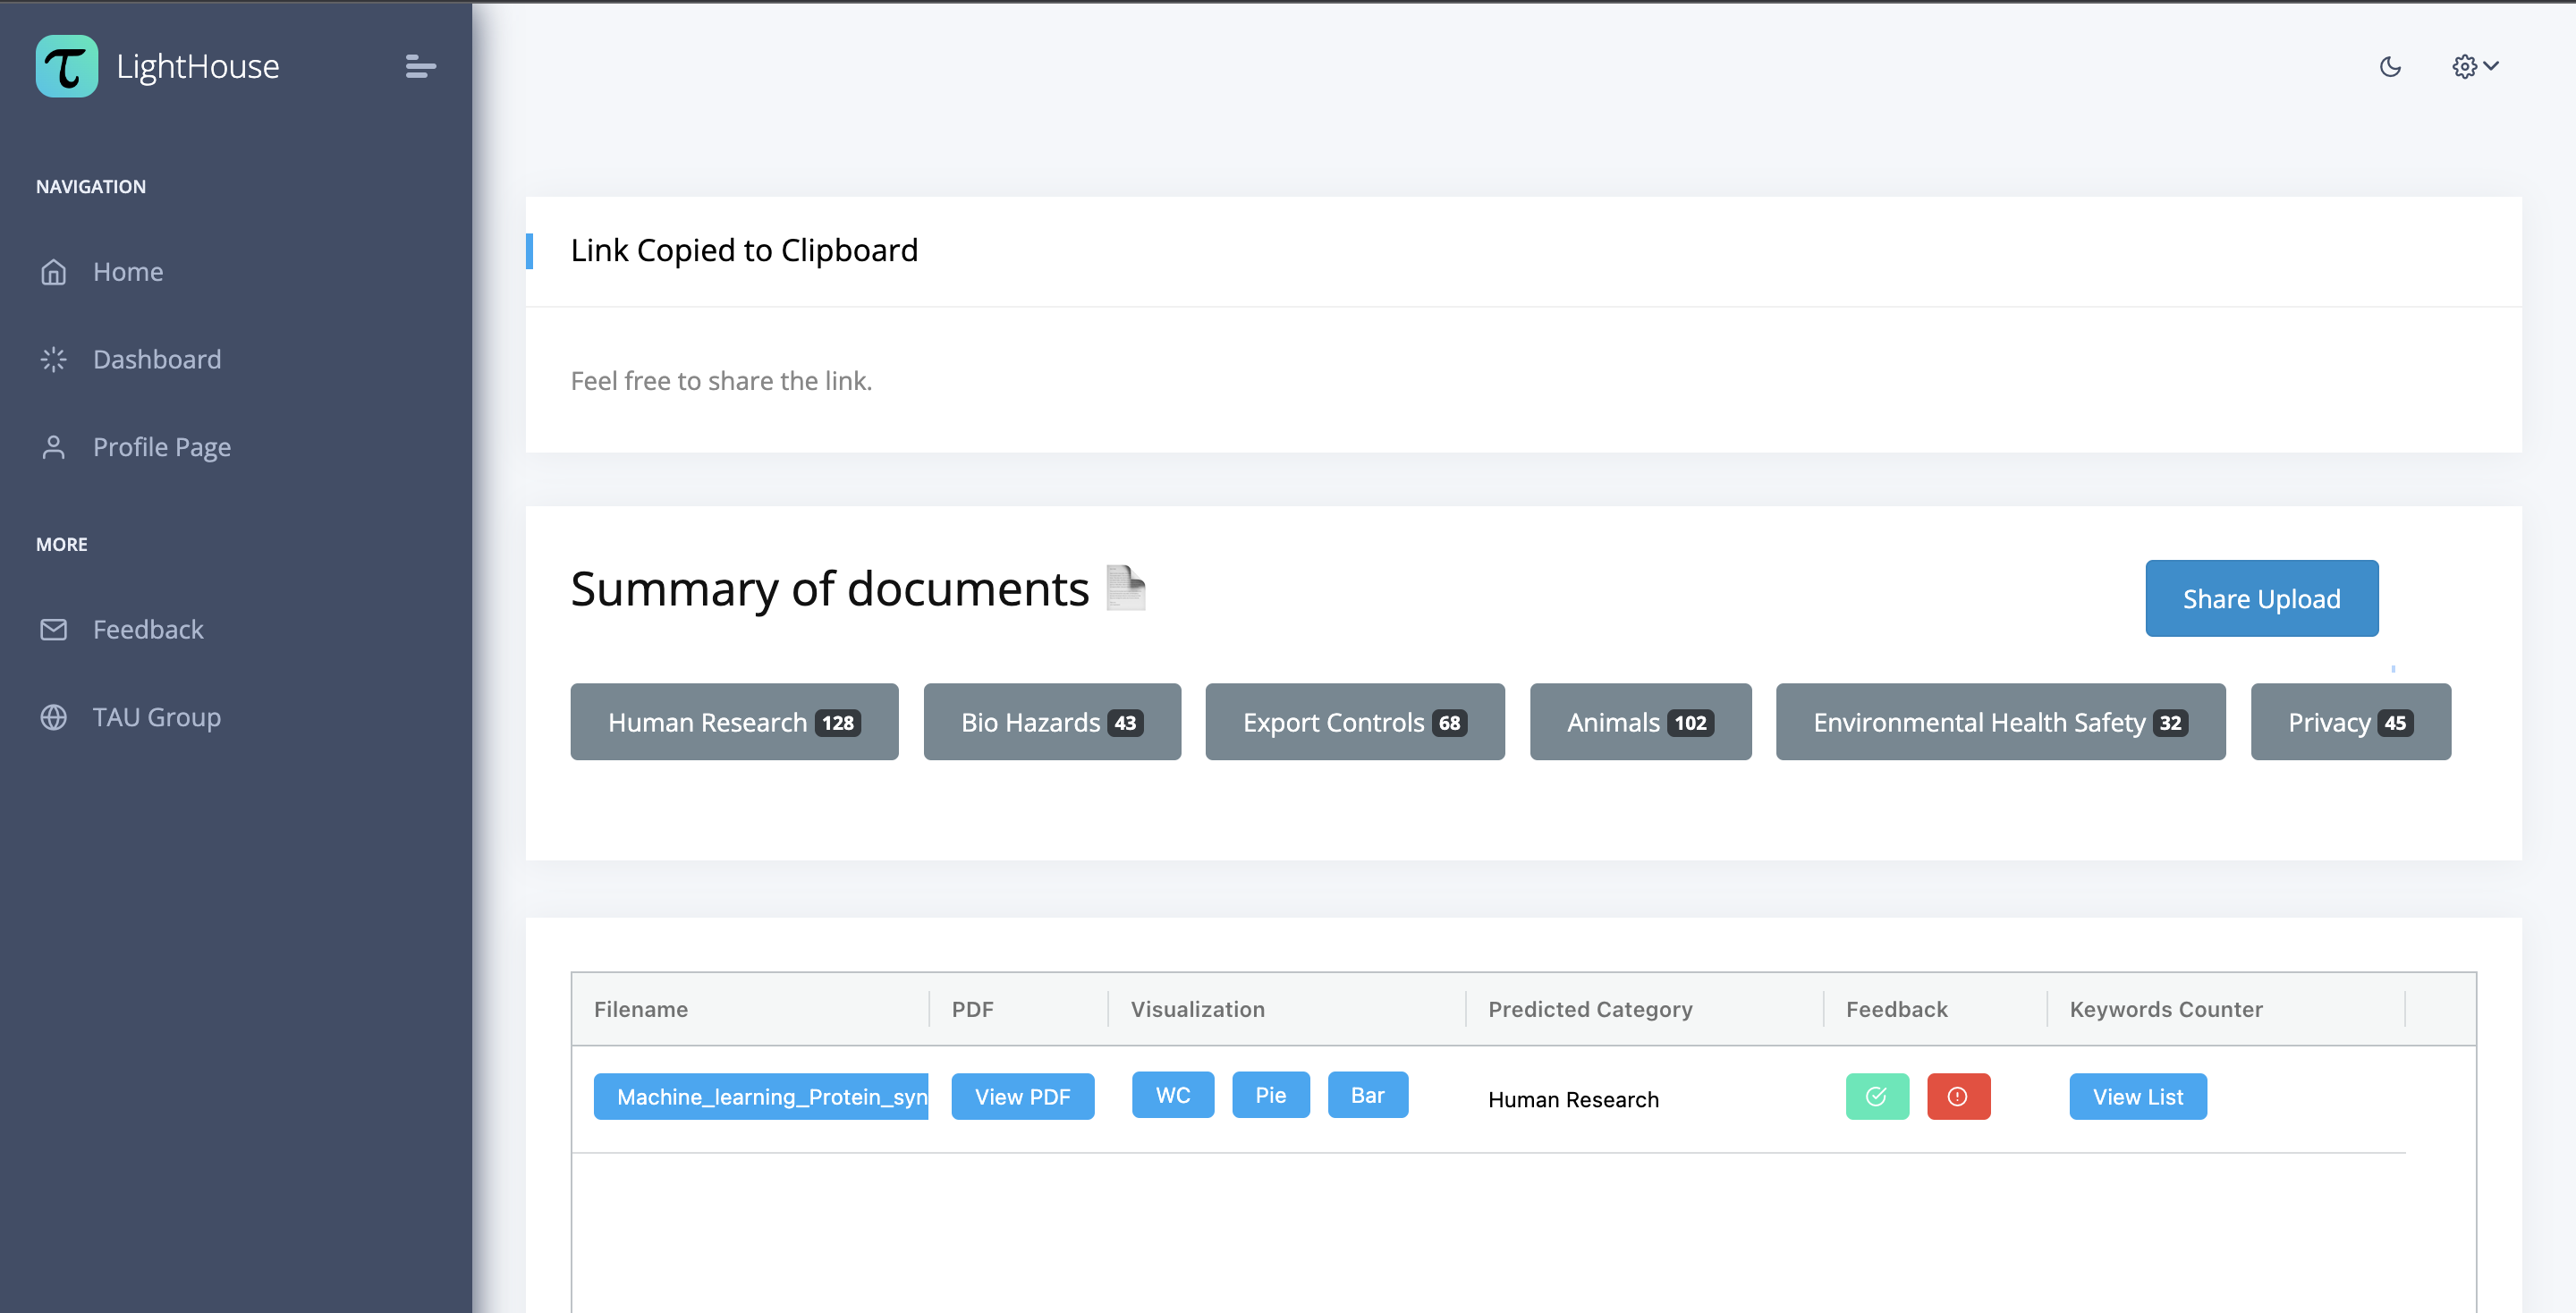 τ LightHouse
NAVIGATION
Home
Dashboard
Profile Page
MORE
Feedback
TAU Group
Link Copied to Clipboard
Feel free to share the link.
Summary of documents
Share Upload
Human Research 128
Bio Hazards 43
Export Controls 68
Animals 102
Environmental Health Safety 32
Privacy 45
Filename PDF Visualization Predicted Category Feedback Keywords Counter
Machine_learning_Protein_syn View PDF WC Pie Bar Human Research View List